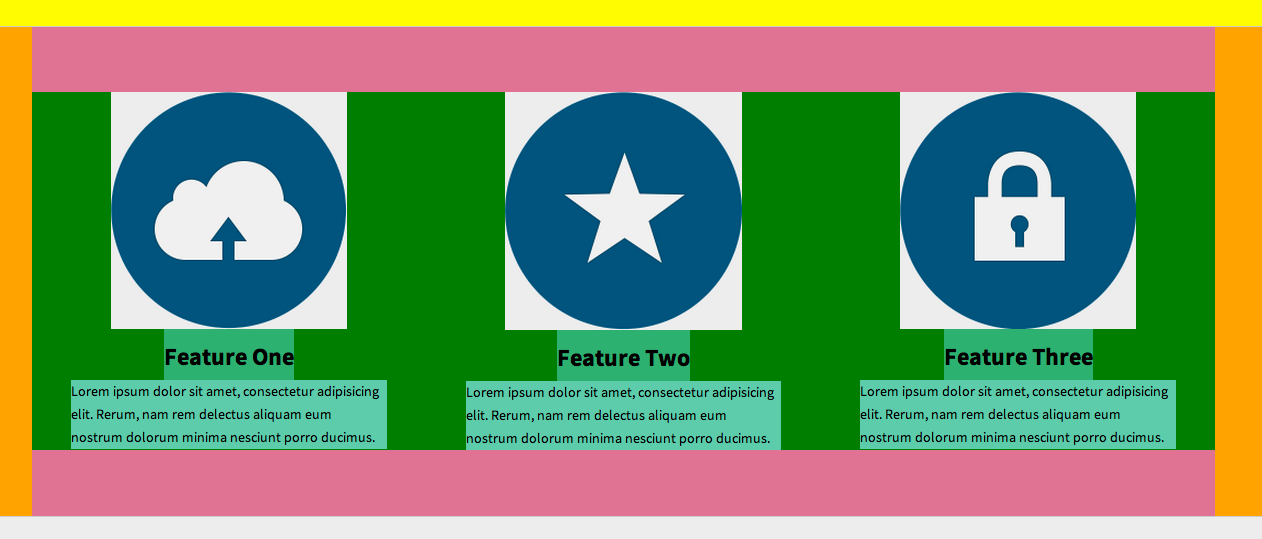 Feature One
Lorem ipsum dolor sit amet, consectetur adipisicing
elit. Rerum, nam rem delectus aliquam eum
nostrum dolorum minima nesciunt porro ducimus.
Feature Two
Lorem ipsum dolor sit amet, consectetur adipisicing
elit. Rerum, nam rem delectus aliquam eum
nostrum dolorum minima nesciunt porro ducimus.
Feature Three
Lorem ipsum dolor sit amet, consectetur adipisicing
elit. Rerum, nam rem delectus aliquam eum
nostrum dolorum minima nesciunt porro ducimus.